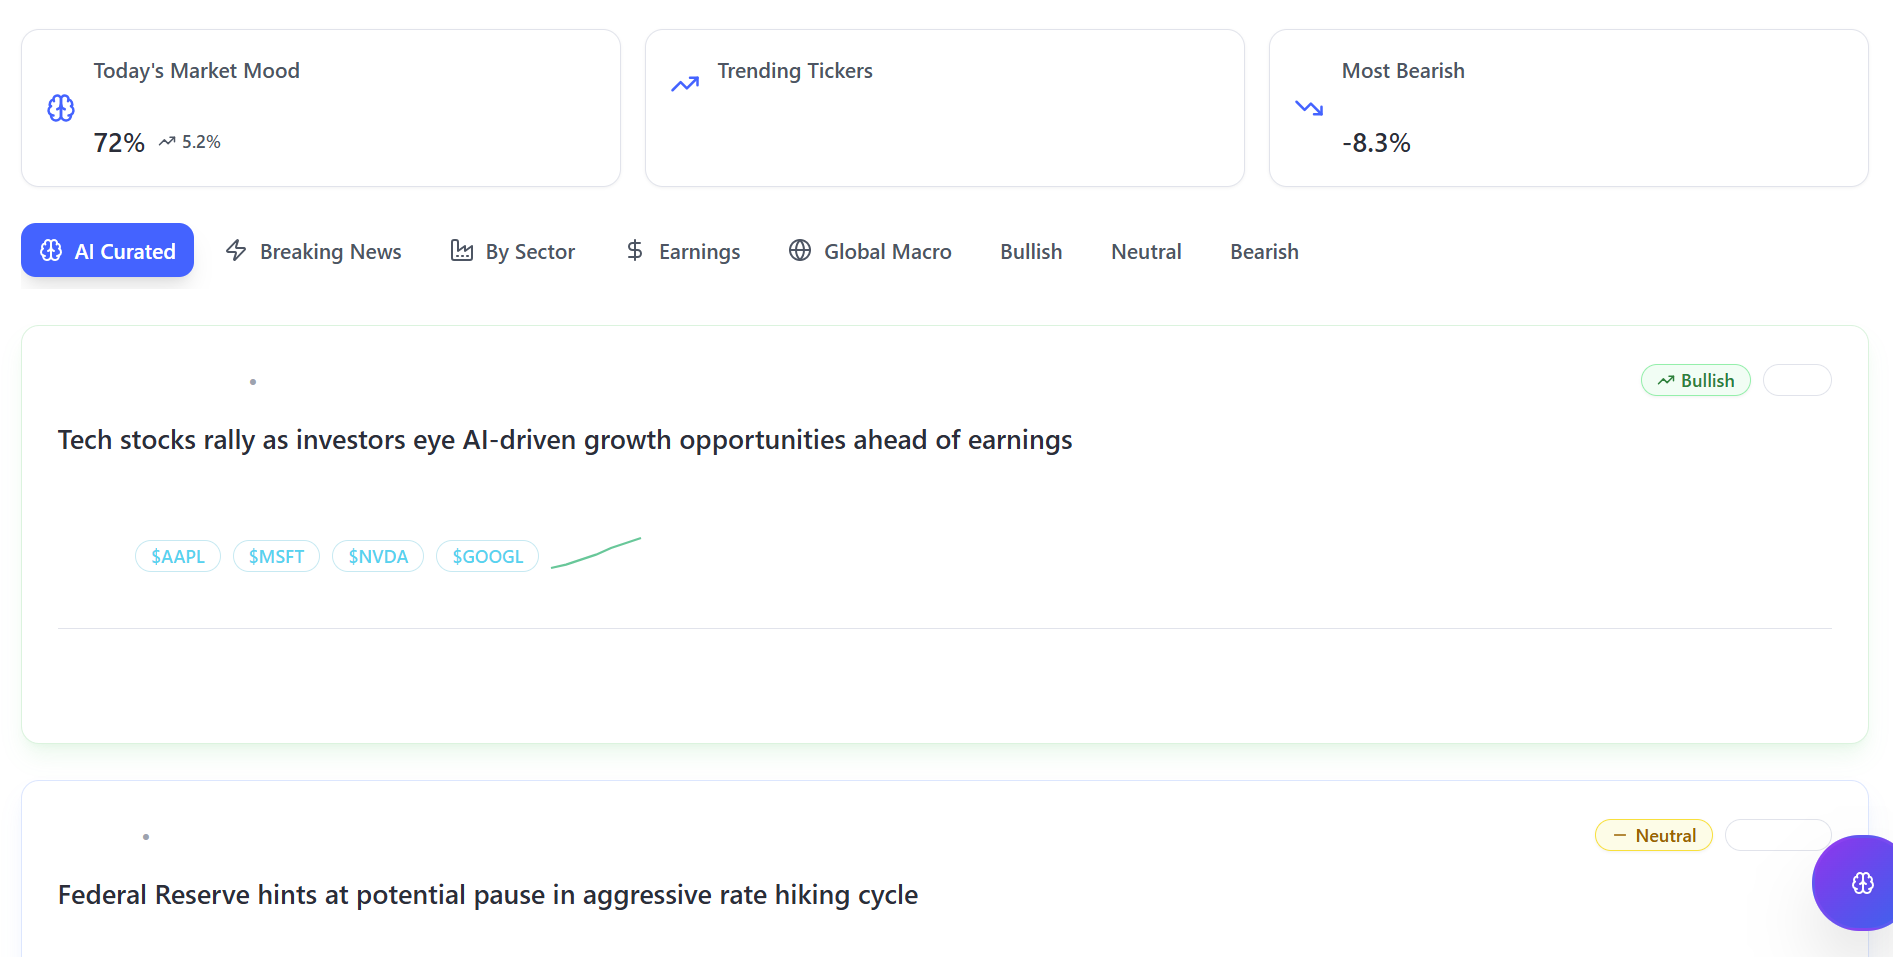 Today's Market Mood
72% 5.2%
Trending Tickers
Most Bearish
-8.3%
AI Curated Breaking News By Sector Earnings Global Macro Bullish Neutral Bearish
Bullish
Tech stocks rally as investors eye AI-driven growth opportunities ahead of earnings
$AAPL $MSFT $NVDA $GOOGL
Neutral
Federal Reserve hints at potential pause in aggressive rate hiking cycle